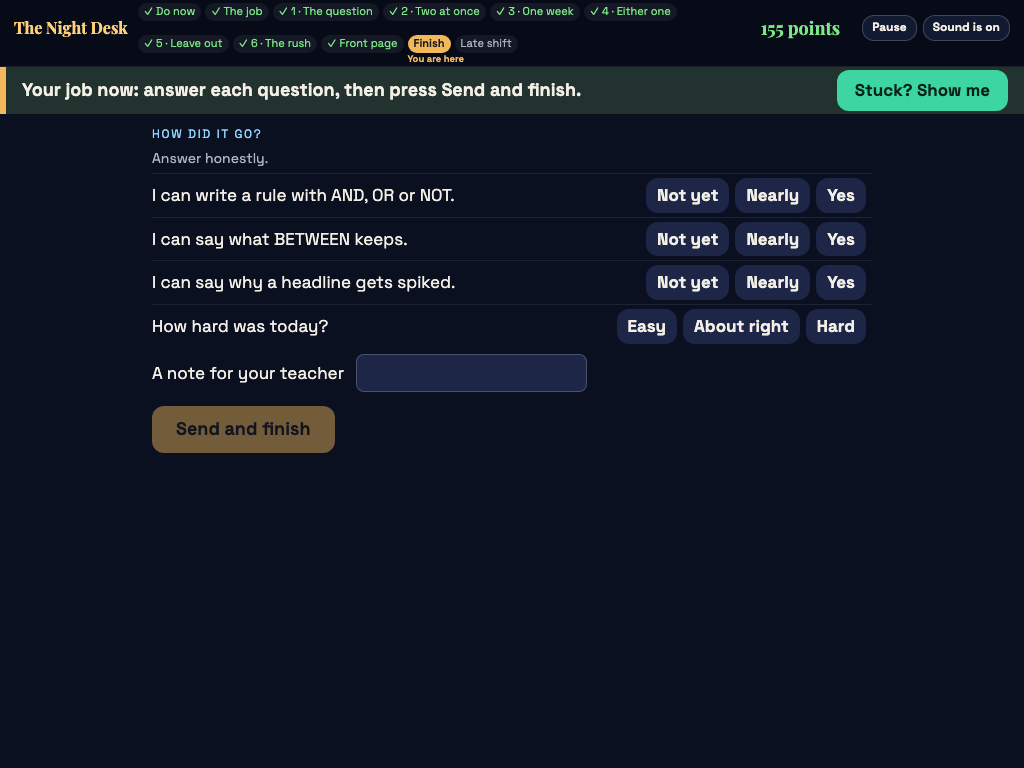 The Night Desk
✓ Do now ✓ The job ✓ 1 · The question ✓ 2 · Two at once ✓ 3 · One week ✓ 4 · Either one
✓ 5 · Leave out ✓ 6 · The rush ✓ Front page Finish Late shift
You are here
155 points
Pause
Sound is on
Your job now: answer each question, then press Send and finish.
Stuck? Show me
HOW DID IT GO?
Answer honestly.
I can write a rule with AND, OR or NOT. Not yet Nearly Yes
I can say what BETWEEN keeps. Not yet Nearly Yes
I can say why a headline gets spiked. Not yet Nearly Yes
How hard was today? Easy About right Hard
A note for your teacher
Send and finish